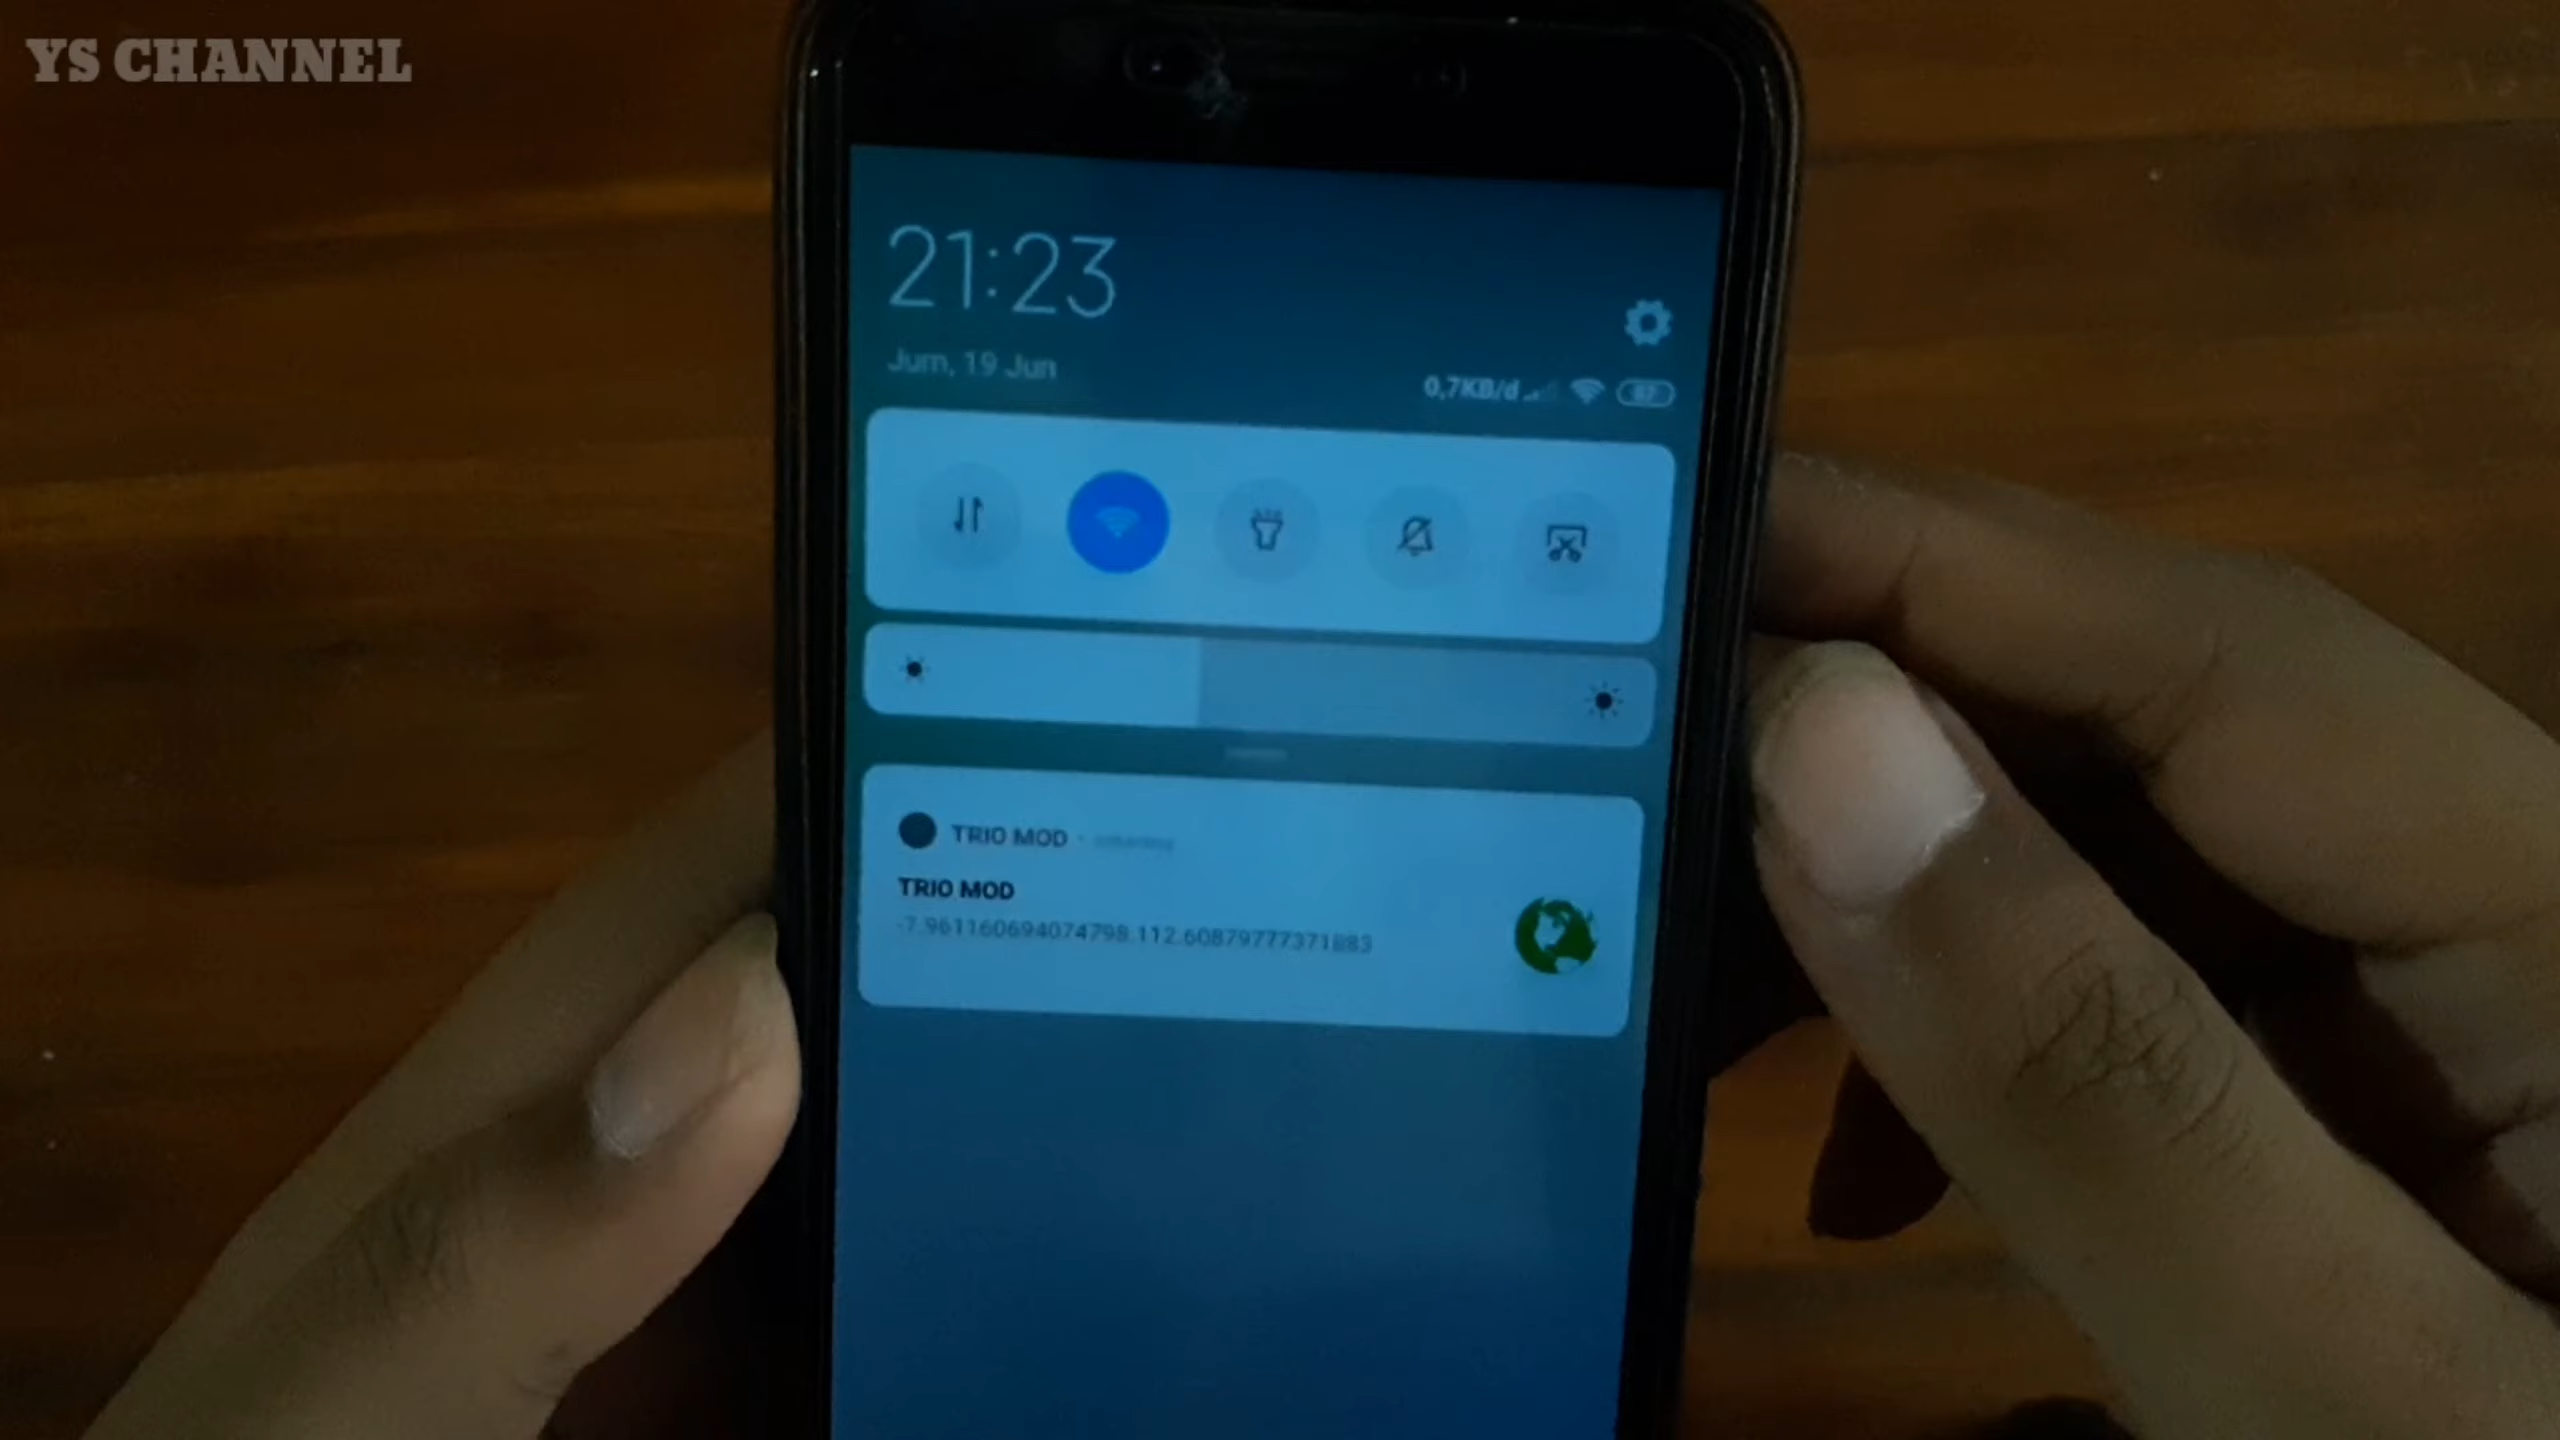 YS CHANNEL
21:23
Jum, 19 Jun
0,7KB/d
TRIO MOD
TRIO MOD
-7.961160694074798.112.60879777371883